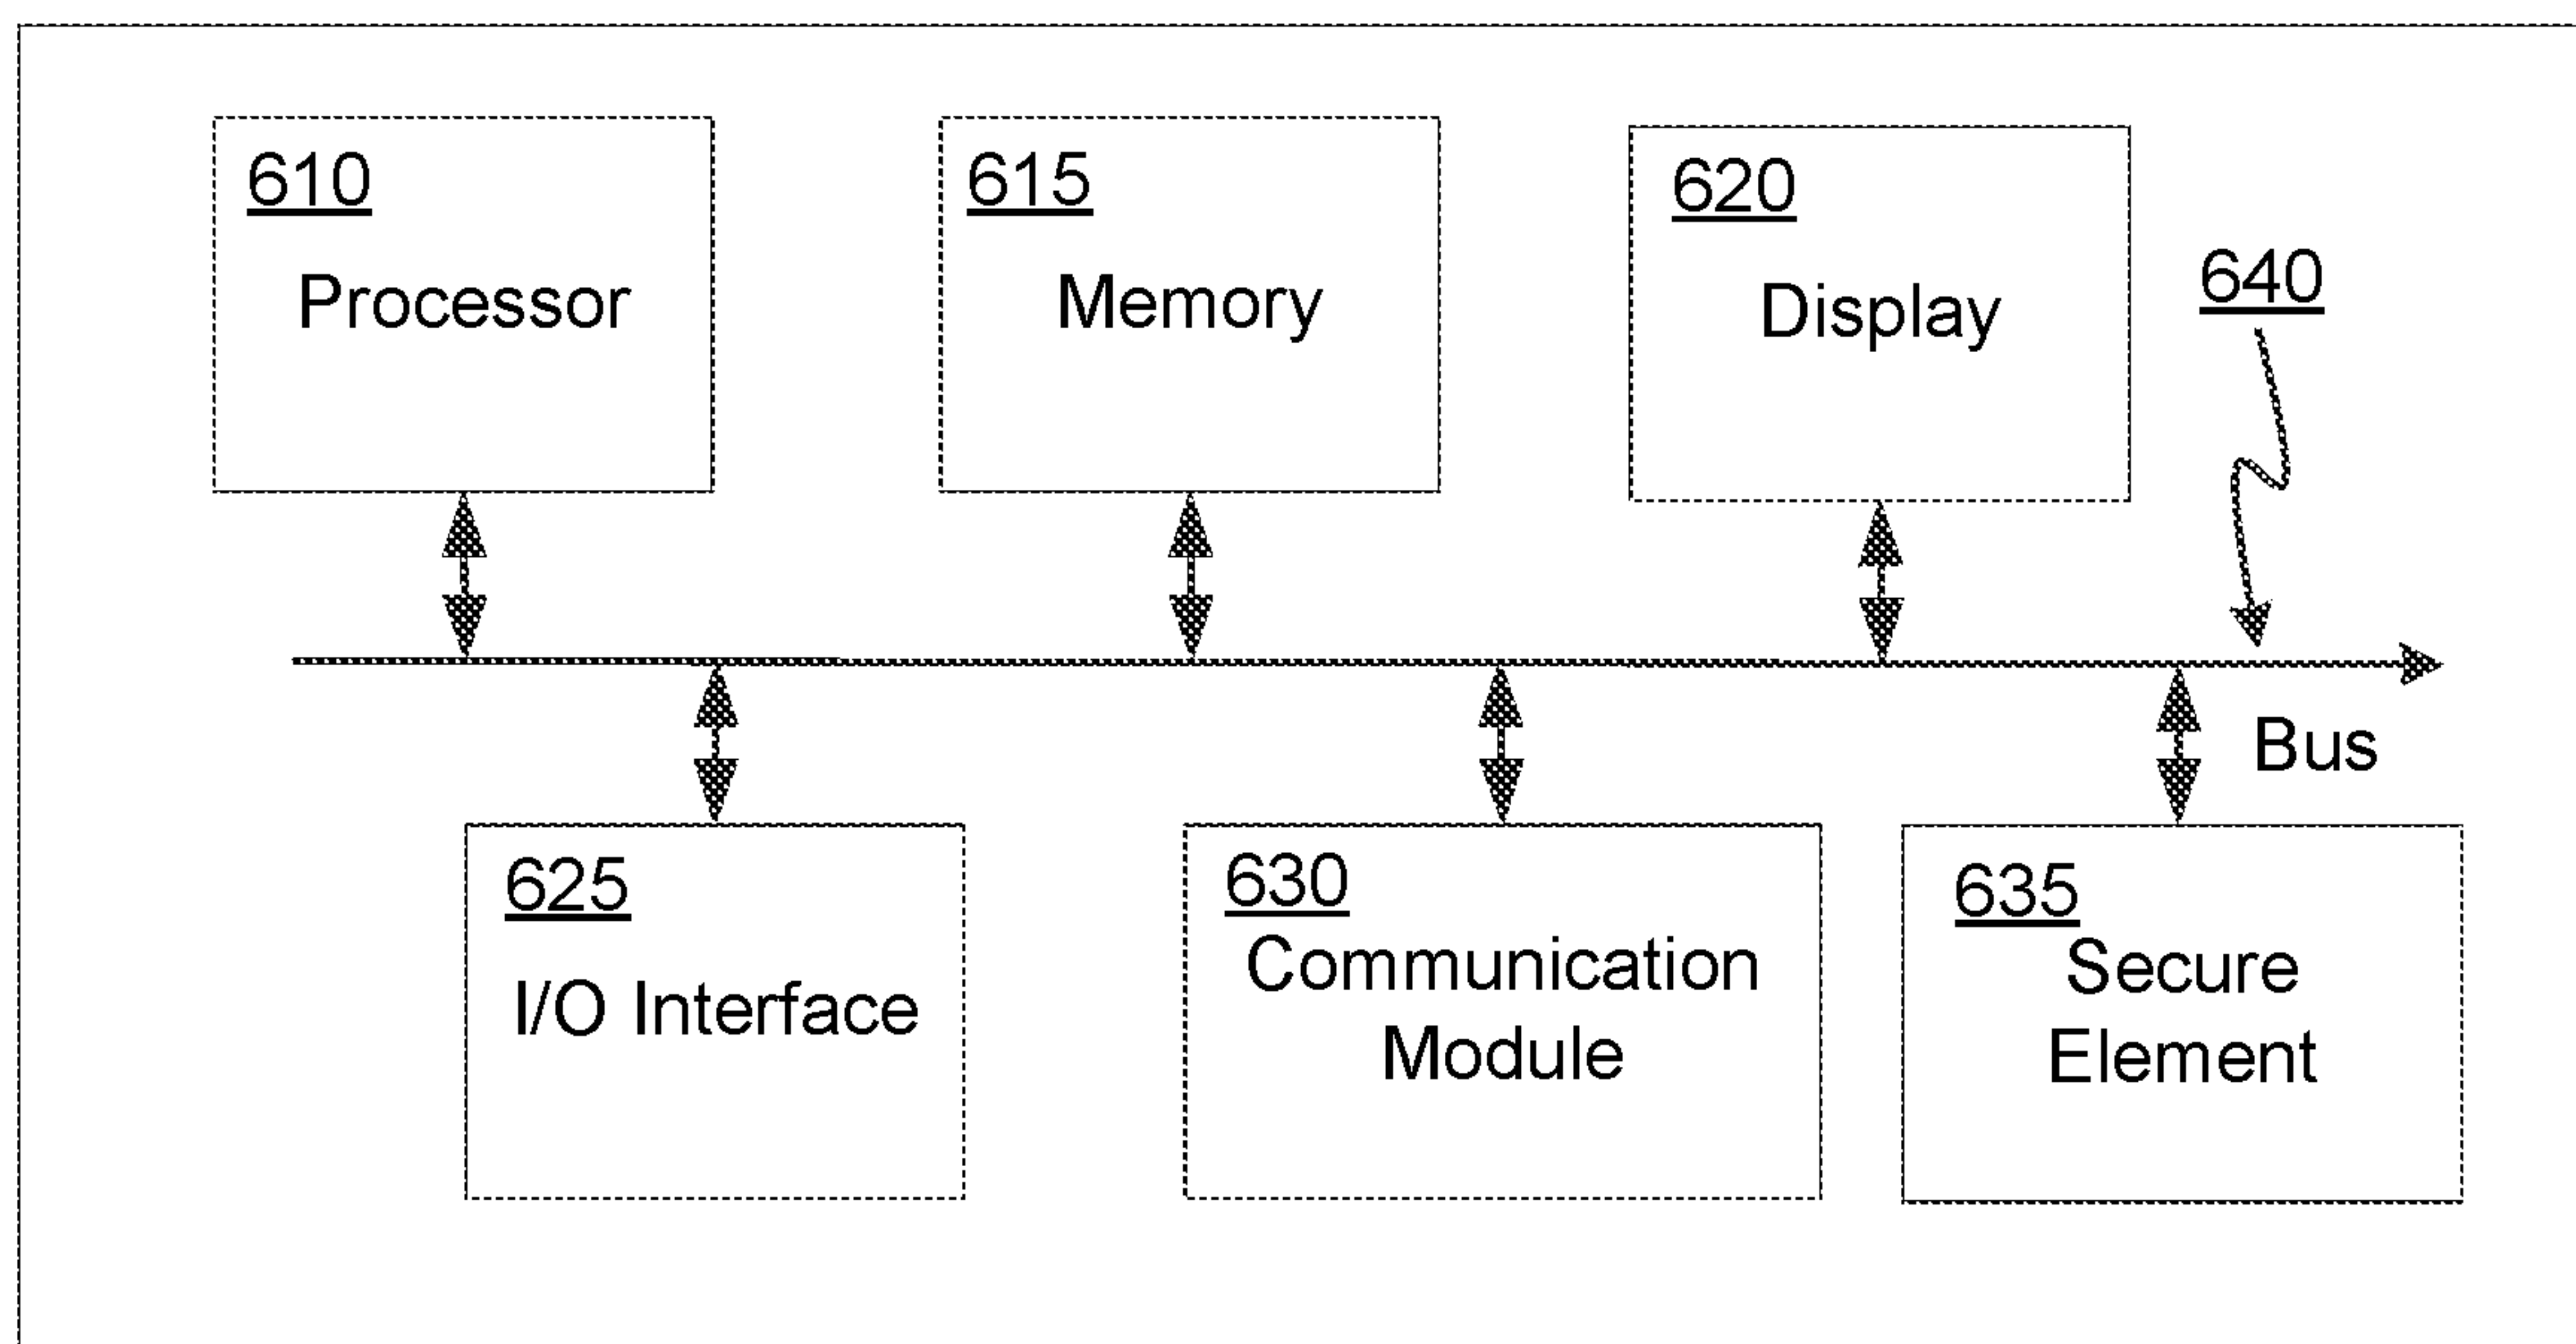 610
Processor
615
Memory
620
Display
640
Bus
625
I/O Interface
630
Communication
Module
635
Secure
Element